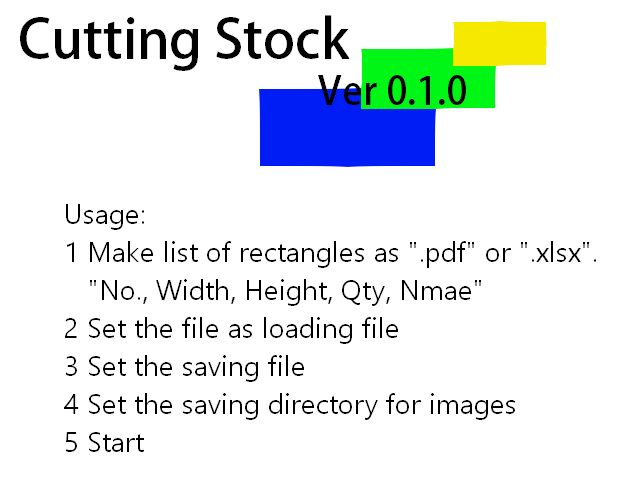 Cutting Stock
Ver 0.1.0
Usage:
1 Make list of rectangles as ".pdf" or ".xlsx".
"No., Width, Height, Qty, Nmae"
2 Set the file as loading file
3 Set the saving file
4 Set the saving directory for images
5 Start